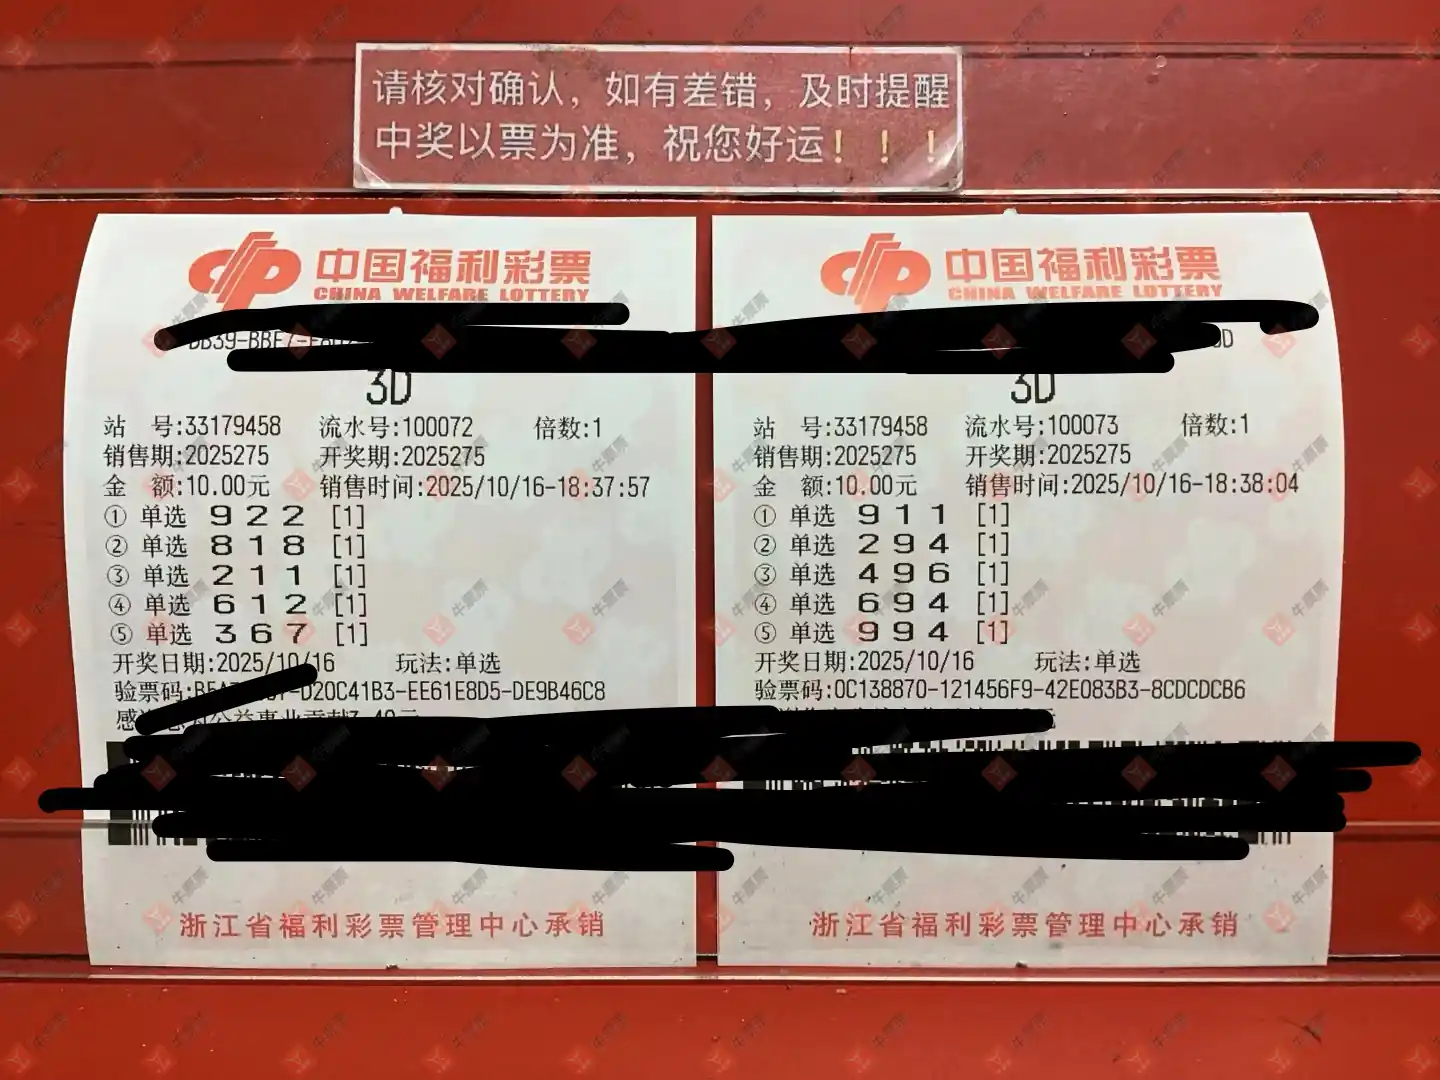 请核对确认，如有差错，及时提醒
中奖以票为准，祝您好运！！！
中国福利彩票
CHINA WELFARE LOTTERY
3D
站 号:33179458 流水号:100072 倍数:1
销售期:2025275 开奖期:2025275
金 额:10.00元 销售时间:2025/10/16-18:37:57
① 单选 9 2 2 [1]
② 单选 8 1 8 [1]
③ 单选 2 1 1 [1]
④ 单选 6 1 2 [1]
⑤ 单选 3 6 7 [1]
开奖日期:2025/10/16 玩法:单选
验票码:D20C41B3-EE61E8D5-DE9B46C8
浙江省福利彩票管理中心承销
中国福利彩票
CHINA WELFARE LOTTERY
3D
站 号:33179458 流水号:100073 倍数:1
销售期:2025275 开奖期:2025275
金 额:10.00元 销售时间:2025/10/16-18:38:04
① 单选 9 1 1 [1]
② 单选 2 9 4 [1]
③ 单选 4 9 6 [1]
④ 单选 6 9 4 [1]
⑤ 单选 9 9 4 [1]
开奖日期:2025/10/16 玩法:单选
验票码:0C138870-121456F9-42E083B3-8CDCDCB6
浙江省福利彩票管理中心承销
牛票票